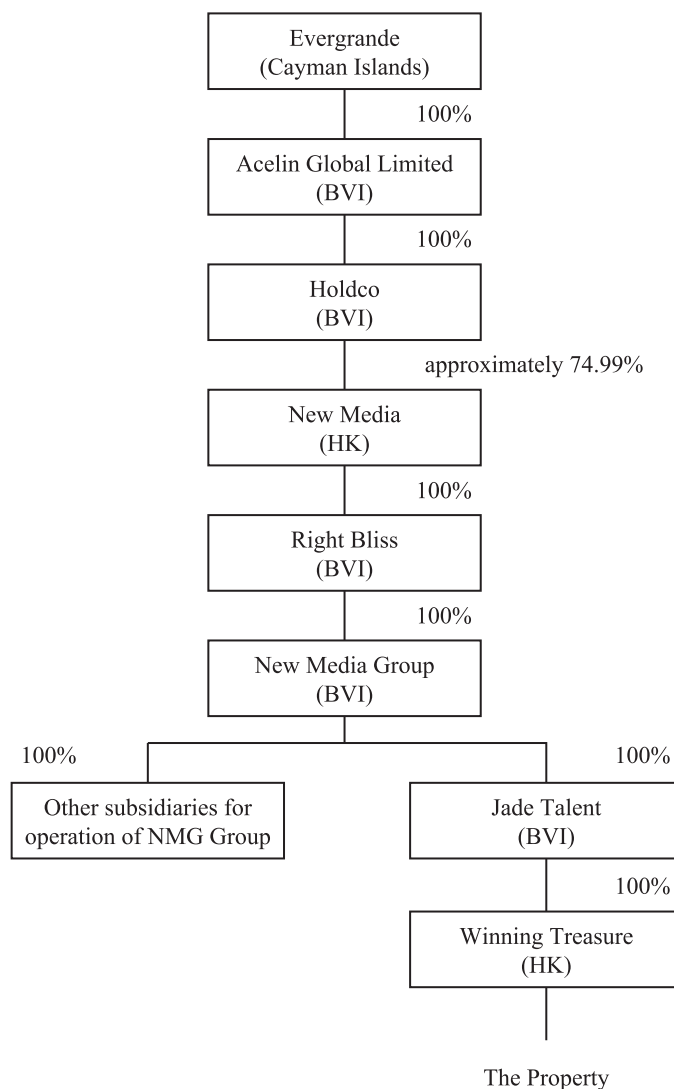 Evergrande
(Cayman Islands)
100%
Acelin Global Limited
(BVI)
100%
Holdco
(BVI)
approximately 74.99%
New Media
(HK)
100%
Right Bliss
(BVI)
100%
New Media Group
(BVI)
100%
100%
Other subsidiaries for
operation of NMG Group
Jade Talent
(BVI)
100%
Winning Treasure
(HK)
The Property